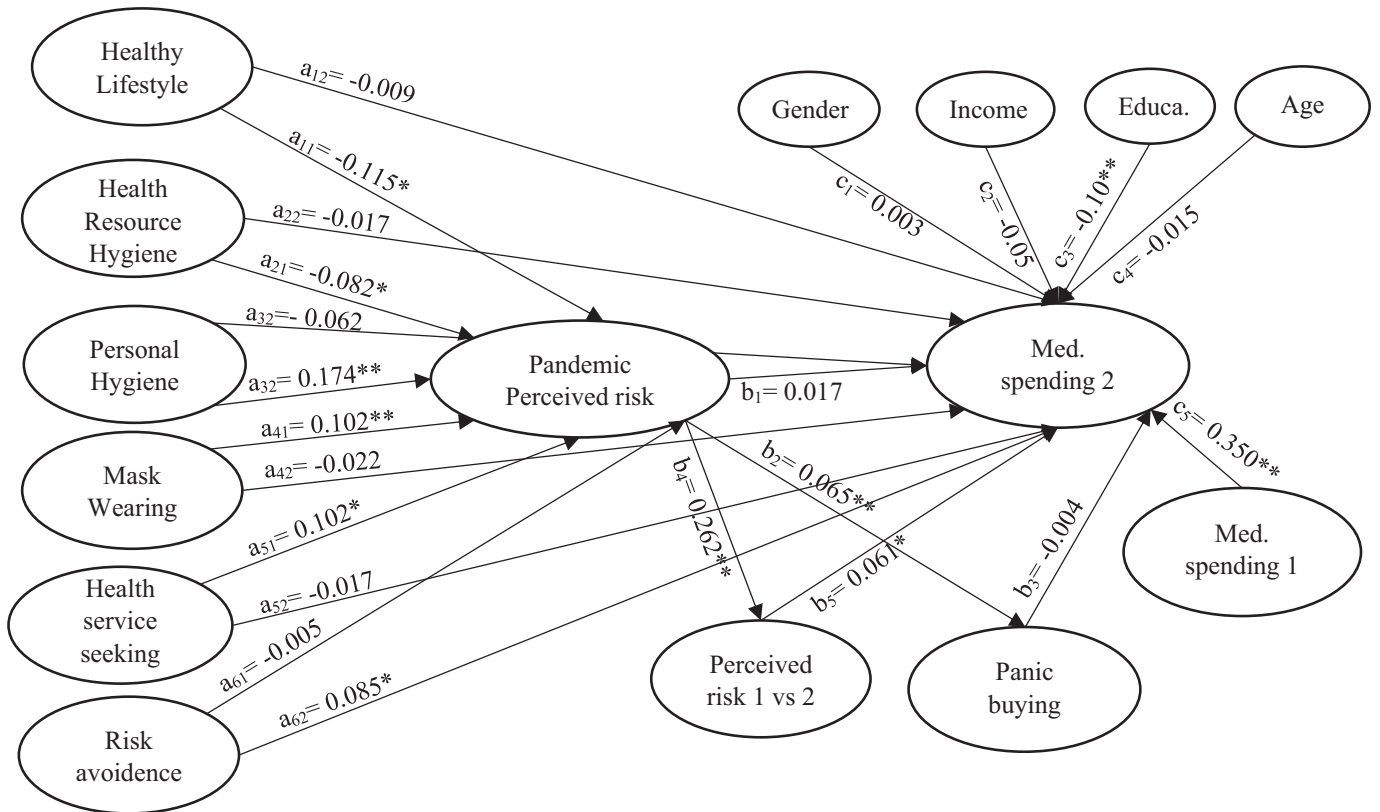 Healthy
Lifestyle
a₁₂= -0.009
a₁₁= -0.115*
Gender
Income
Educa.
Age
c₁= 0.003
c₂= -0.05
c₃= -0.10**
c₄= -0.015
Health
Resource
Hygiene
a₂₂= -0.017
a₂₁= -0.082*
a₃₂= - 0.062
Personal
Hygiene
a₃₂= 0.174**
Pandemic
Perceived risk
b₁= 0.017
Med.
spending 2
a₄₁= 0.102**
a₄₂= -0.022
Mask
Wearing
b₄= 0.262**
b₂= 0.065**
b₅= 0.061*
b₃= -0.004
c₅= 0.350**
Med.
spending 1
a₅₁= 0.102*
a₅₂= -0.017
Health
service
seeking
a₆₁= -0.005
a₆₂= 0.085*
Perceived
risk 1 vs 2
Panic
buying
Risk
avoidence